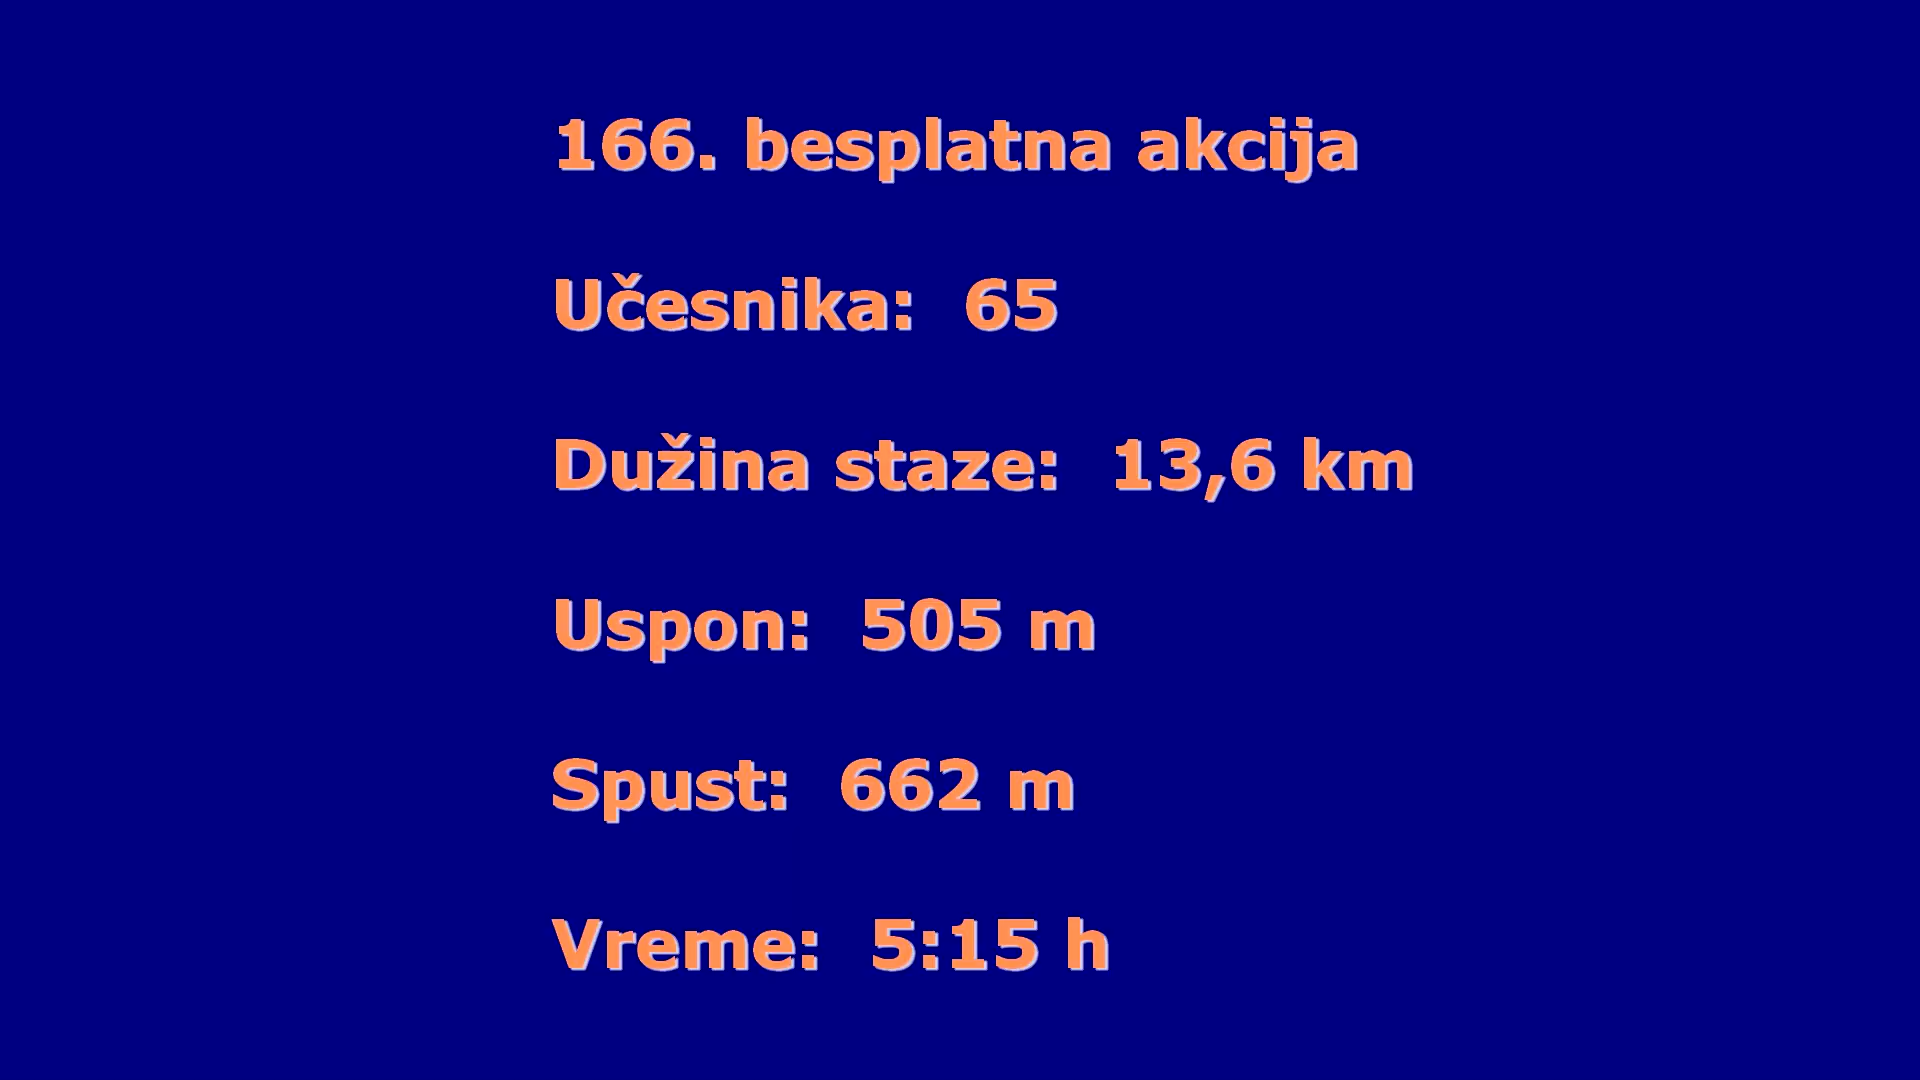 166. besplatna akcija
Učesnika: 65
Dužina staze: 13,6 km
Uspon: 505 m
Spust: 662 m
Vreme: 5:15 h